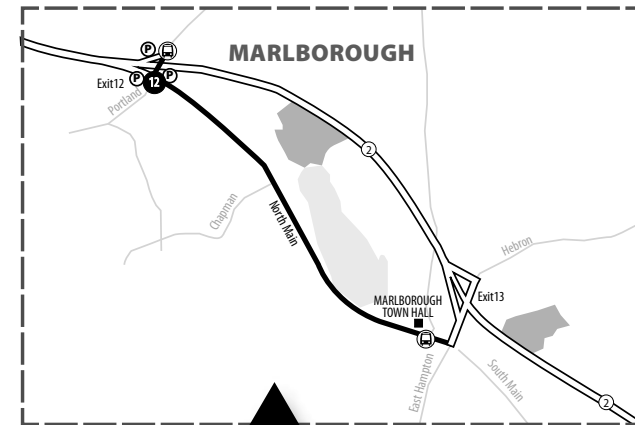 P
MARLBOROUGH
Exit12
P
12
P
Portland
2
Chapman
North Main
Hebron
MARLBOROUGH
TOWN HALL
Exit13
East Hampton
South Main
2